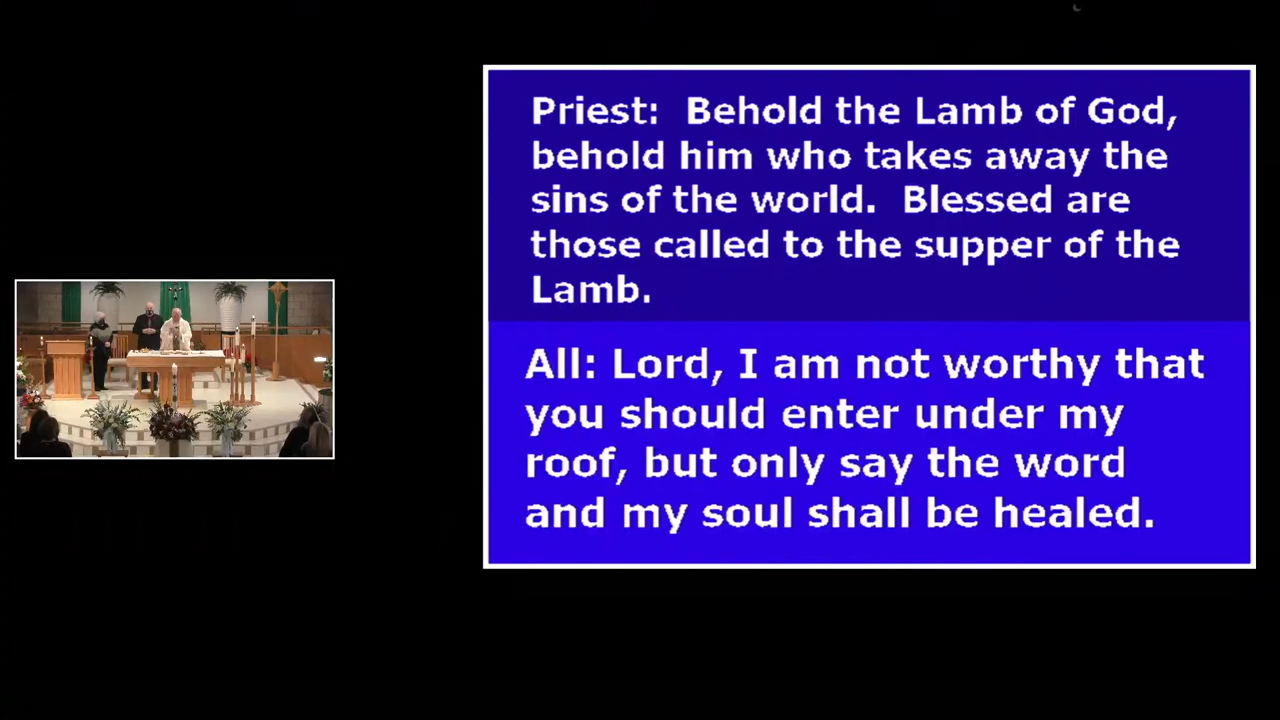 Priest:  Behold the Lamb of God,
behold him who takes away the
sins of the world.  Blessed are
those called to the supper of the
Lamb.
All: Lord, I am not worthy that
you should enter under my
roof, but only say the word
and my soul shall be healed.